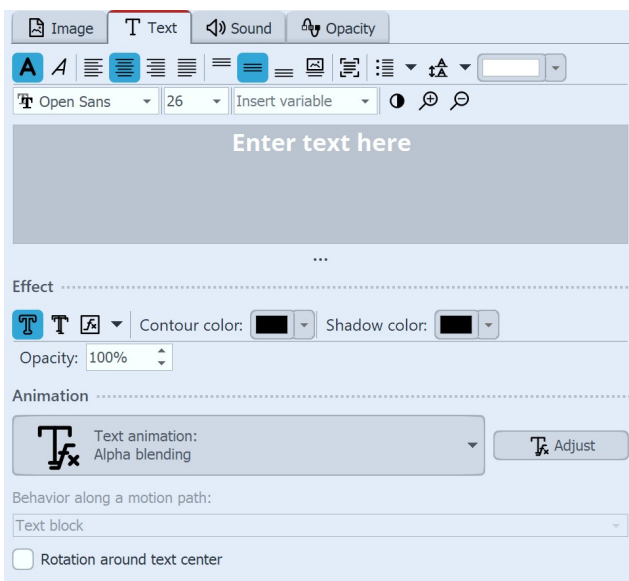 Image Text Sound Opacity
Open Sans 26 Insert variable
Enter text here
...
Effect
Contour color: Shadow color:
Opacity: 100%
Animation
Text animation:
Alpha blending
Adjust
Behavior along a motion path:
Text block
Rotation around text center